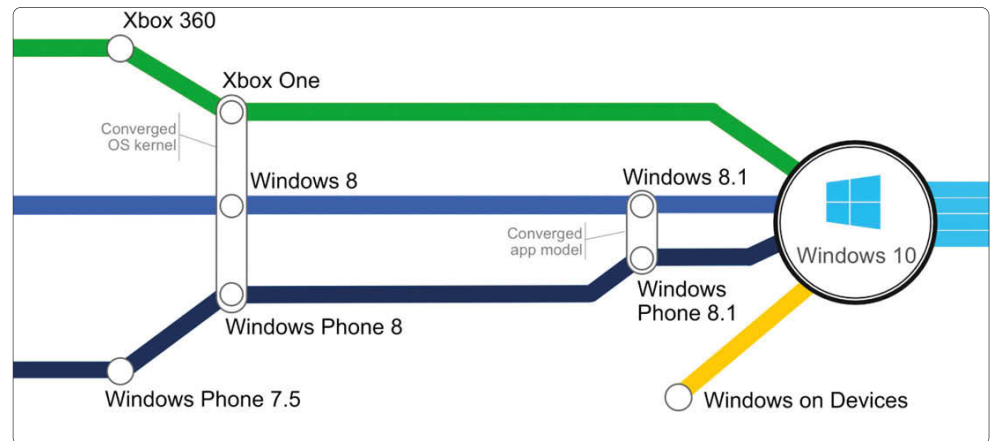 Xbox 360
Xbox One
Converged
OS kernel
Windows 8
Windows 8.1
Converged
app model
Windows 10
Windows
Phone 8.1
Windows Phone 8
Windows Phone 7.5
Windows on Devices